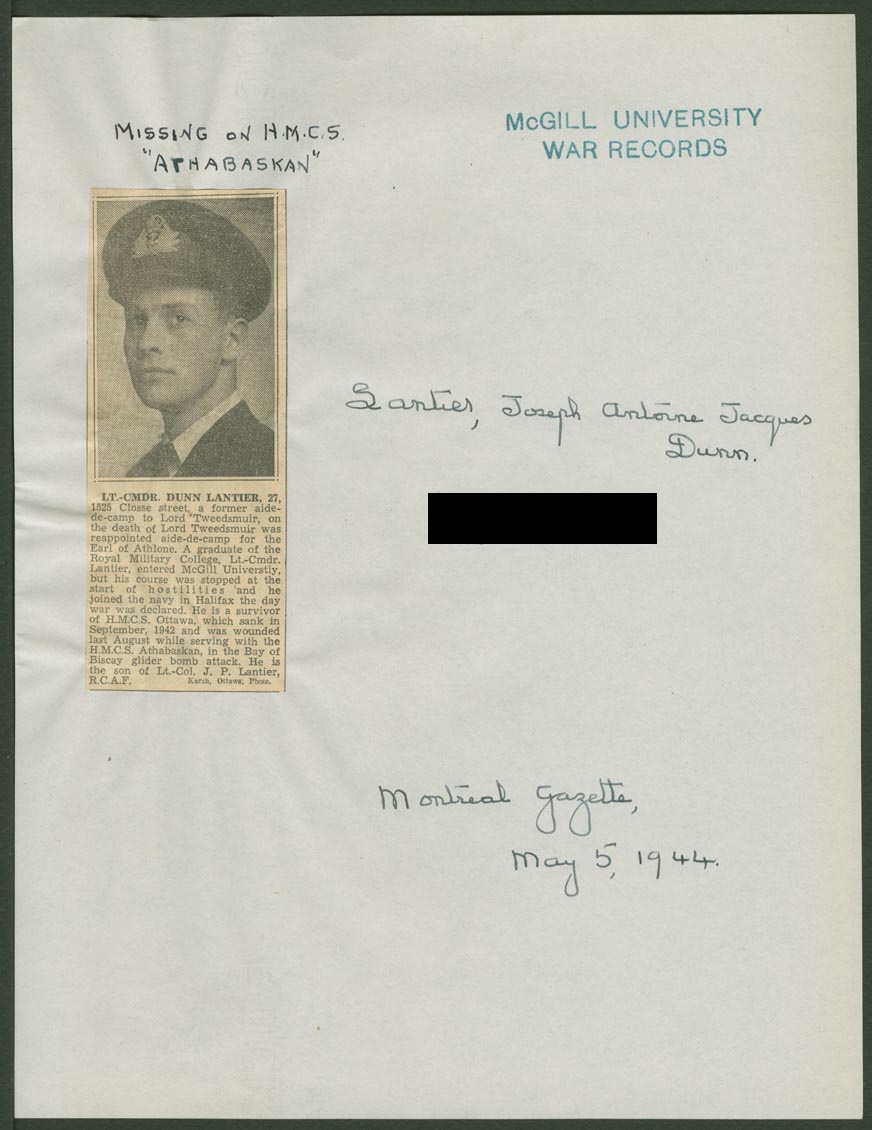 MISSING ON H.M.C.S.
"ATHABASKAN"
McGILL UNIVERSITY
WAR RECORDS
LT.-CMDR. DUNN LANTIER, 27,
1525 Closse street, a former aide-
de-camp to Lord Tweedsmuir, on
the death of Lord Tweedsmuir was
reappointed aide-de-camp for the
Earl of Athlone. A graduate of the
Royal Military College, Lt.-Cmdr.
Lantier, entered McGill Universtiy,
but his course was stopped at the
start of hostilities and he
joined the navy in Halifax the day
war was declared. He is a survivor
of H.M.C.S. Ottawa, which sank in
September, 1942 and was wounded
last August while serving with the
H.M.C.S. Athabaskan, in the Bay of
Biscay glider bomb attack. He is
the son of Lt.-Col. J. P. Lantier,
R.C.A.F. Karsh, Ottawa, Photo.
Lantier, Joseph Antoine Jacques
Dunn.
Montreal Gazette,
May 5, 1944.